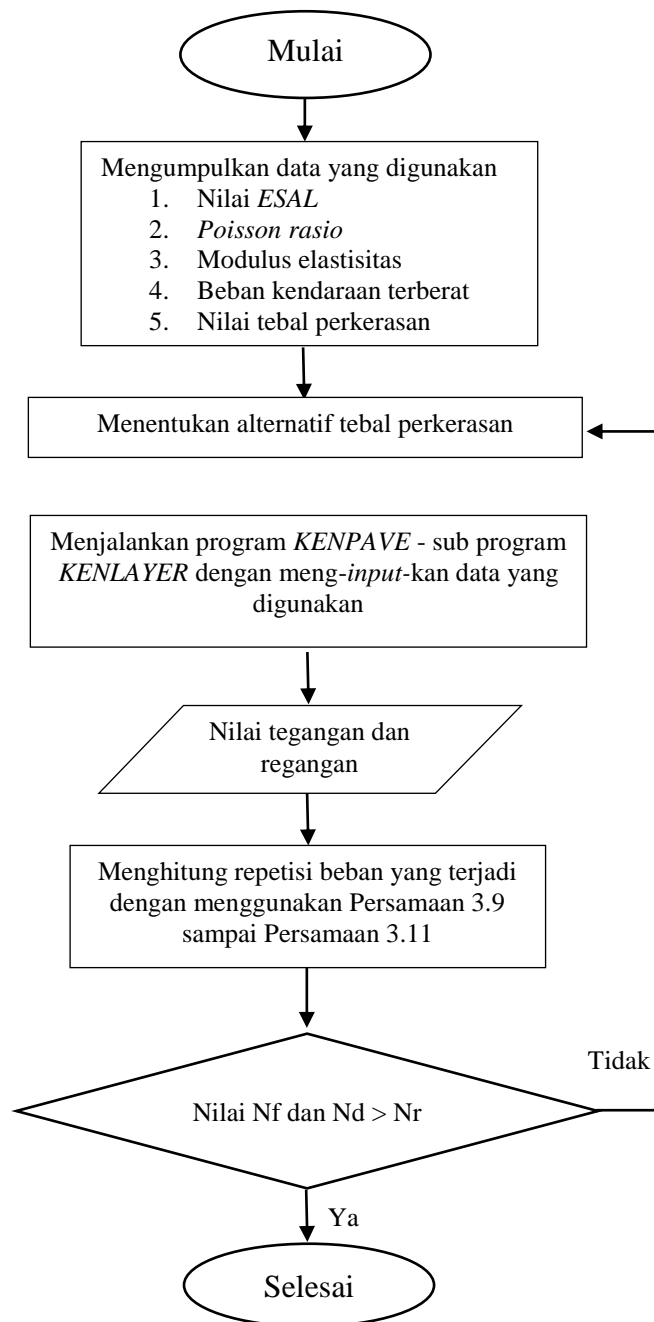 Mulai
Mengumpulkan data yang digunakan
1. Nilai ESAL
2. Poisson rasio
3. Modulus elastisitas
4. Beban kendaraan terberat
5. Nilai tebal perkerasan
Menentukan alternatif tebal perkerasan
Menjalankan program KENPAVE - sub program
KENLAYER dengan meng-input-kan data yang
digunakan
Nilai tegangan dan
regangan
Menghitung repetisi beban yang terjadi
dengan menggunakan Persamaan 3.9
sampai Persamaan 3.11
Tidak
Nilai Nf dan Nd > Nr
Ya
Selesai